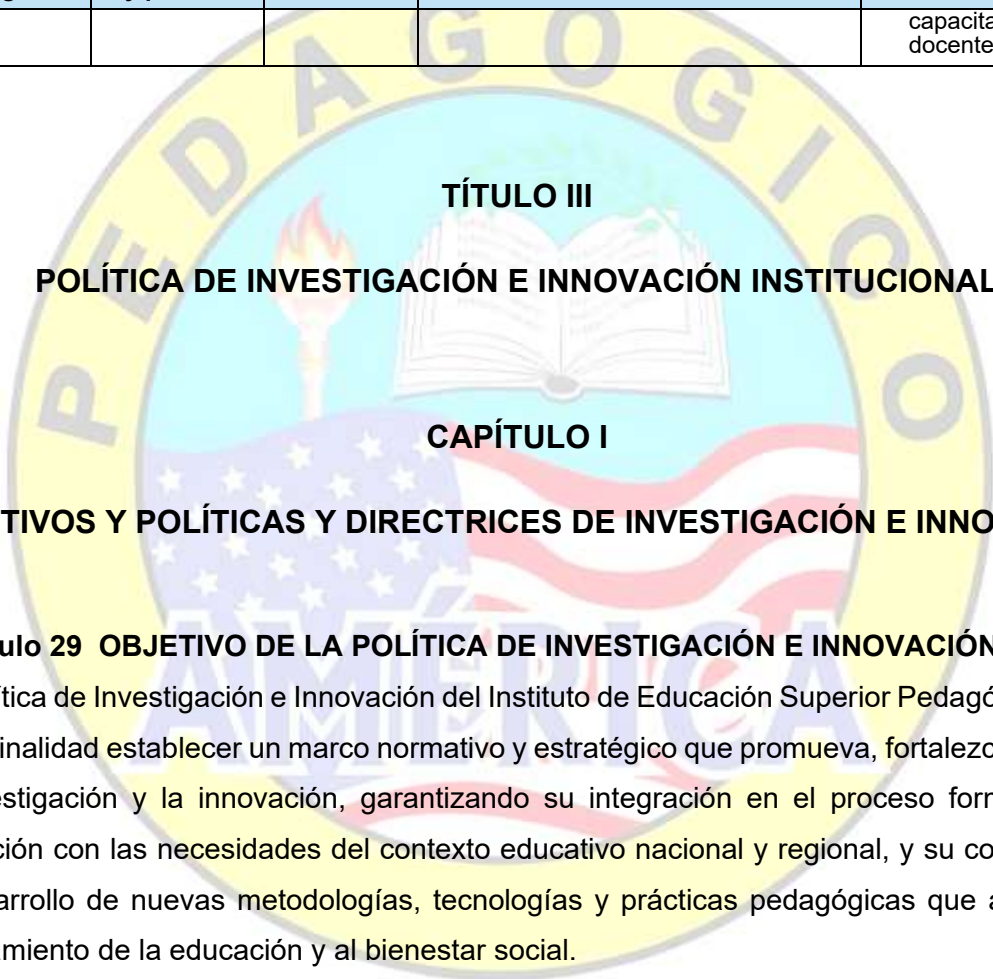 capacita
docente
PEDAGOGICO
TÍTULO III
POLÍTICA DE INVESTIGACIÓN E INNOVACIÓN INSTITUCIONAL
CAPÍTULO I
TIVOS Y POLÍTICAS Y DIRECTRICES DE INVESTIGACIÓN E INNO
ulo 29 OBJETIVO DE LA POLÍTICA DE INVESTIGACIÓN E INNOVACIÓN
ítica de Investigación e Innovación del Instituto de Educación Superior Pedagó
inalidad establecer un marco normativo y estratégico que promueva, fortalezc
AMÉRICA
estigación y la innovación, garantizando su integración en el proceso for
ción con las necesidades del contexto educativo nacional y regional, y su co
arrollo de nuevas metodologías, tecnologías y prácticas pedagógicas que a
amiento de la educación y al bienestar social.